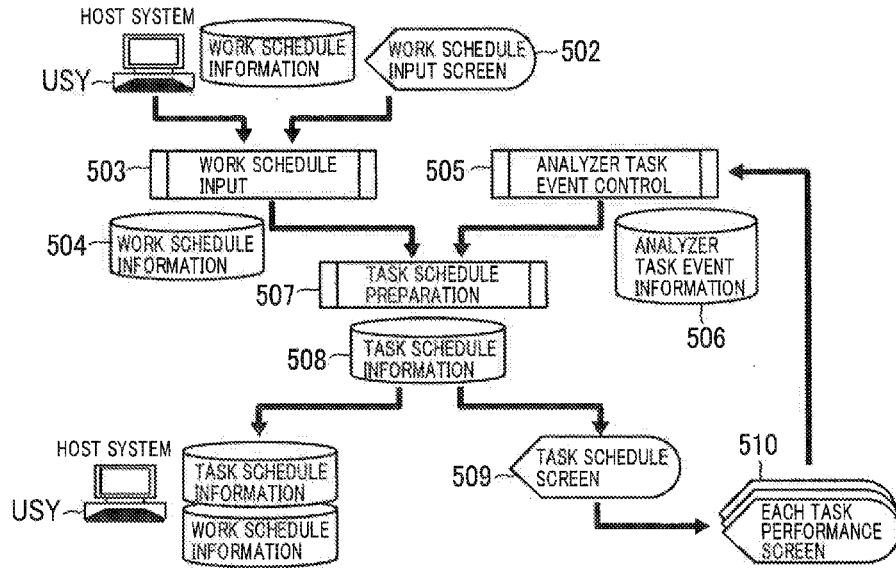 HOST SYSTEM
USY
WORK SCHEDULE
INFORMATION
WORK SCHEDULE
INPUT SCREEN
502
503
WORK SCHEDULE
INPUT
505
ANALYZER TASK
EVENT CONTROL
504
WORK SCHEDULE
INFORMATION
ANALYZER
TASK EVENT
INFORMATION
506
507
TASK SCHEDULE
PREPARATION
508
TASK SCHEDULE
INFORMATION
HOST SYSTEM
USY
TASK SCHEDULE
INFORMATION
WORK SCHEDULE
INFORMATION
509
TASK SCHEDULE
SCREEN
510
EACH TASK
PERFORMANCE
SCREEN